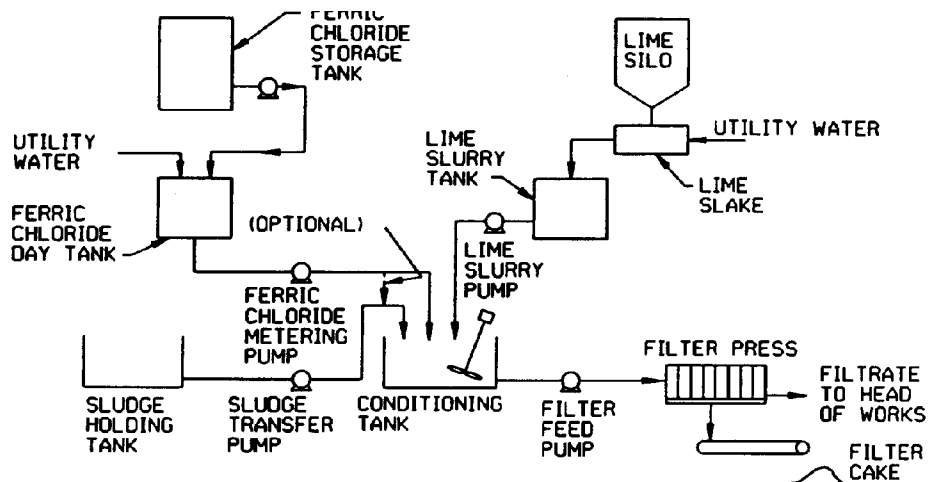 FERRIC
CHLORIDE
STORAGE
TANK
LIME
SILO
UTILITY
WATER
LIME
SLURRY
TANK
UTILITY WATER
LIME
SLAKE
FERRIC
CHLORIDE
DAY TANK
(OPTIONAL)
LIME
SLURRY
PUMP
FERRIC
CHLORIDE
METERING
PUMP
FILTER PRESS
FILTRATE
TO HEAD
OF WORKS
SLUDGE
HOLDING
TANK
SLUDGE
TRANSFER
PUMP
CONDITIONING
TANK
FILTER
FEED
PUMP
FILTER
CAKE